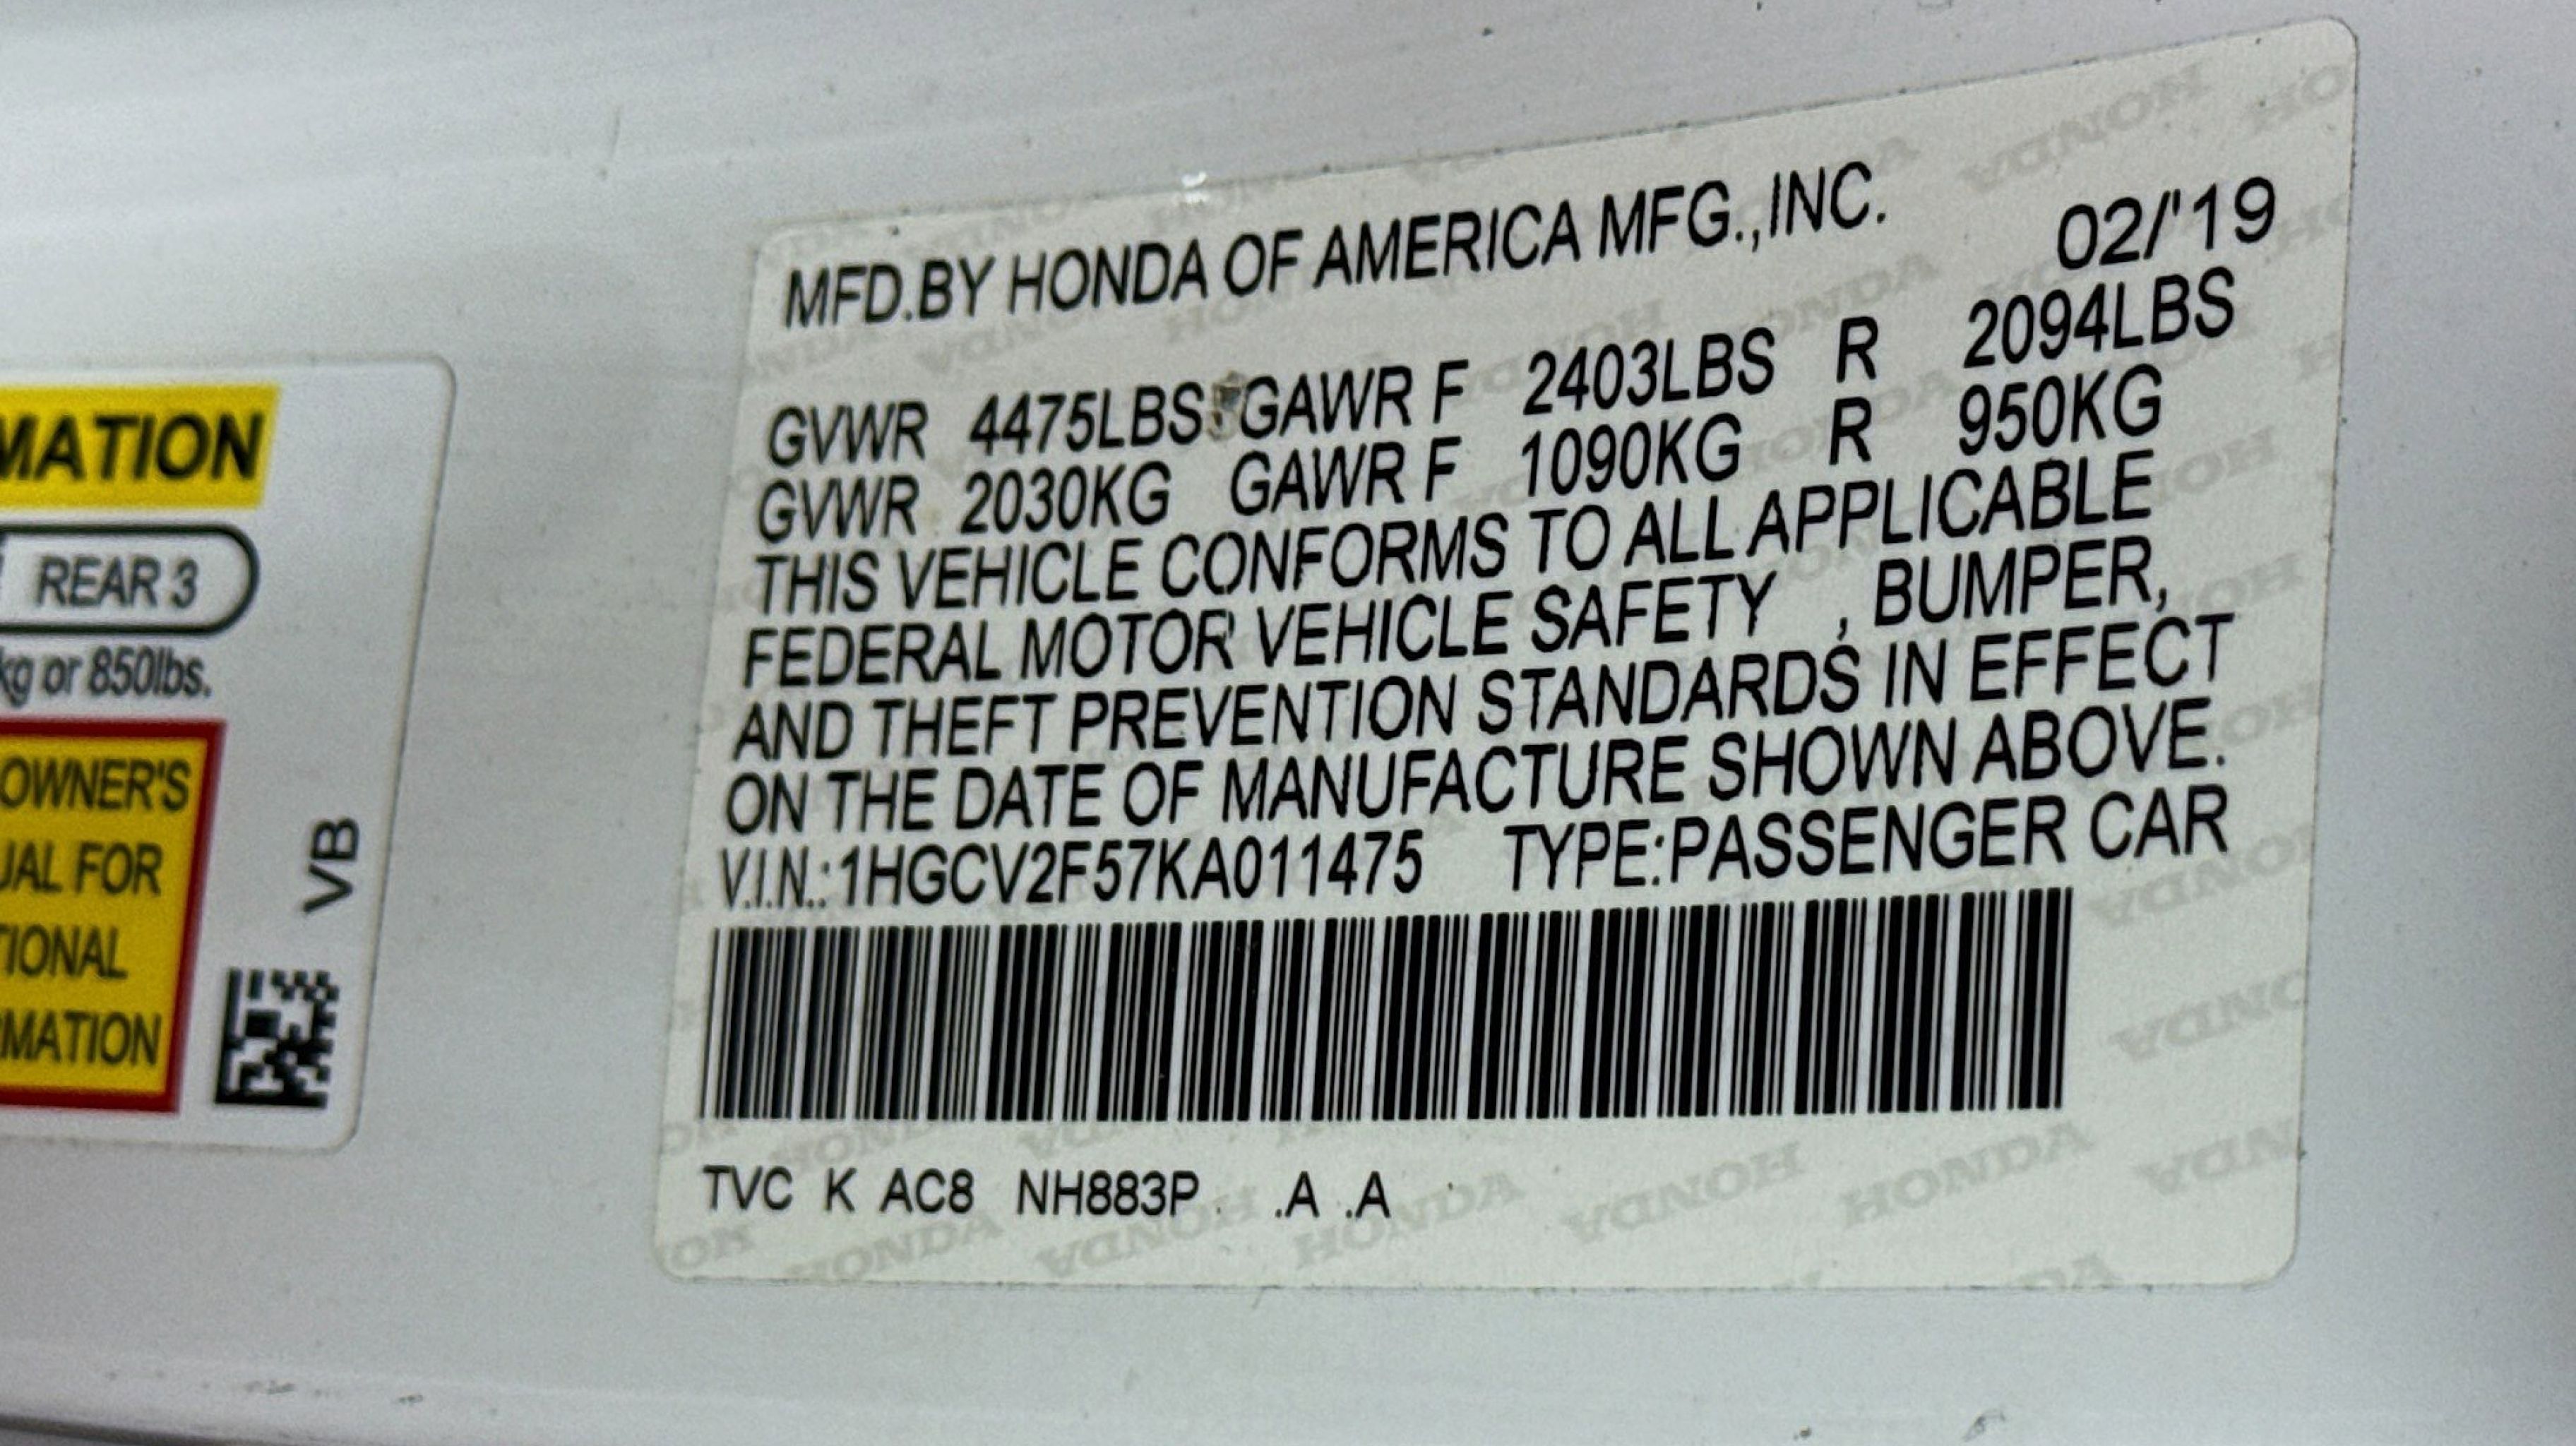 MATION
REAR 3
kg or 850lbs.
OWNER'S
UAL FOR
TIONAL
MATION
VB
MFD.BY HONDA OF AMERICA MFG.,INC.
02/'19
GVWR 4475LBS GAWR F 2403LBS R 2094LBS
GVWR 2030KG GAWR F 1090KG R 950KG
THIS VEHICLE CONFORMS TO ALL APPLICABLE
FEDERAL MOTOR VEHICLE SAFETY , BUMPER,
AND THEFT PREVENTION STANDARDS IN EFFECT
ON THE DATE OF MANUFACTURE SHOWN ABOVE.
V.I.N.:1HGCV2F57KA011475 TYPE:PASSENGER CAR
TVC K AC8 NH883P .A .A